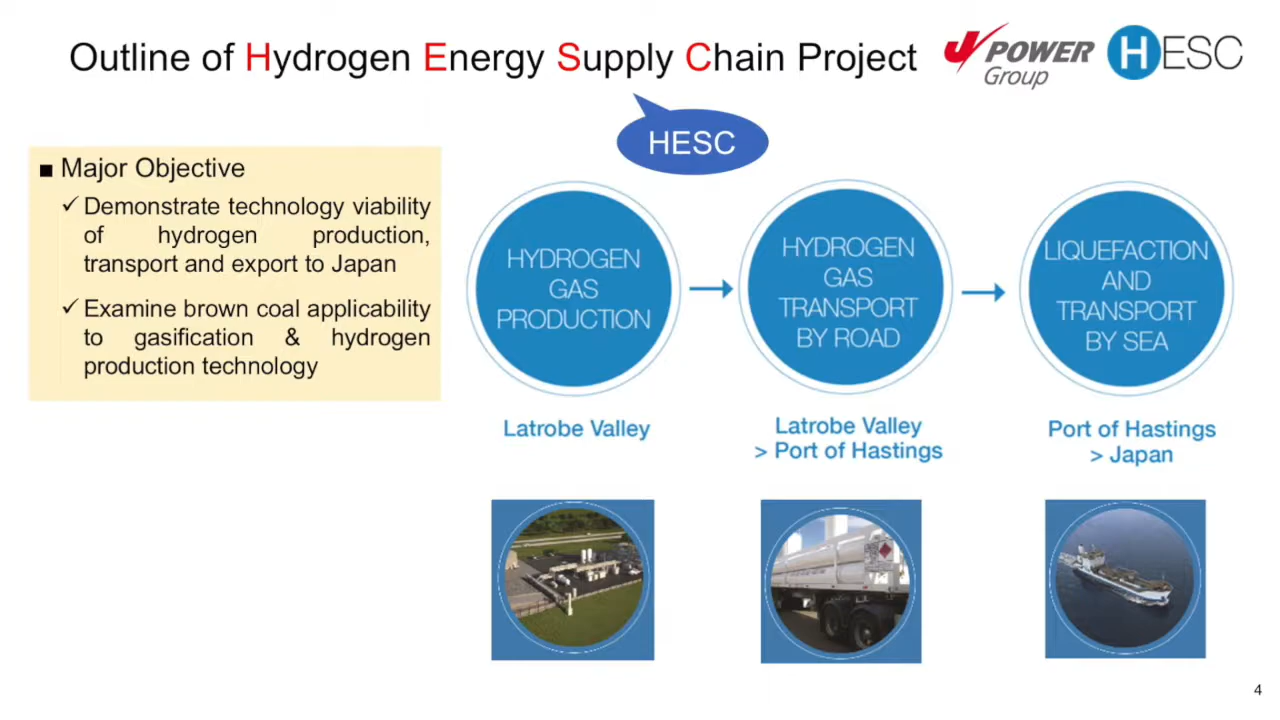 Outline of Hydrogen Energy Supply Chain Project
J POWER
Group
HESC
HESC
■ Major Objective
✓ Demonstrate technology viability
of hydrogen production,
transport and export to Japan
✓ Examine brown coal applicability
to gasification & hydrogen
production technology
HYDROGEN
GAS
PRODUCTION
HYDROGEN
GAS
TRANSPORT
BY ROAD
LIQUEFACTION
AND
TRANSPORT
BY SEA
Latrobe Valley
Latrobe Valley
> Port of Hastings
Port of Hastings
> Japan
4